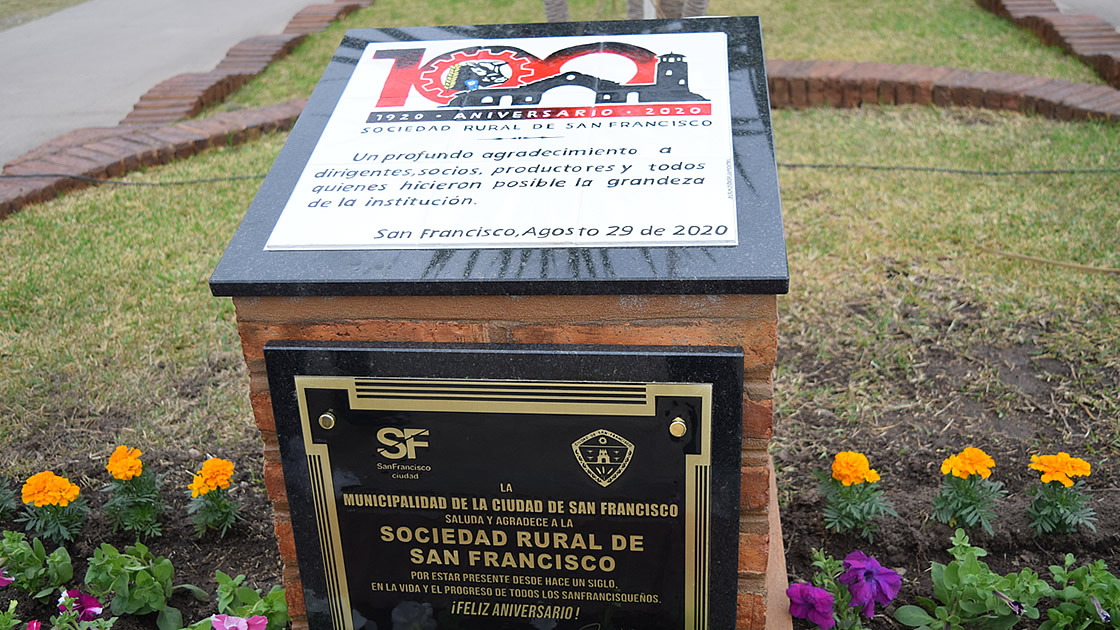 100
1920 • ANIVERSARIO • 2020
SOCIEDAD RURAL DE SAN FRANCISCO
Un profundo agradecimiento a
dirigentes, socios, productores y todos
quienes hicieron posible la grandeza
de la institución.
San Francisco, Agosto 29 de 2020
SF
SanFrancisco
ciudad
LA
MUNICIPALIDAD DE LA CIUDAD DE SAN FRANCISCO
SALUDA Y AGRADECE A LA
SOCIEDAD RURAL DE
SAN FRANCISCO
POR ESTAR PRESENTE DESDE HACE UN SIGLO,
EN LA VIDA Y EL PROGRESO DE TODOS LOS SANFRANCISQUEÑOS.
¡FELIZ ANIVERSARIO!